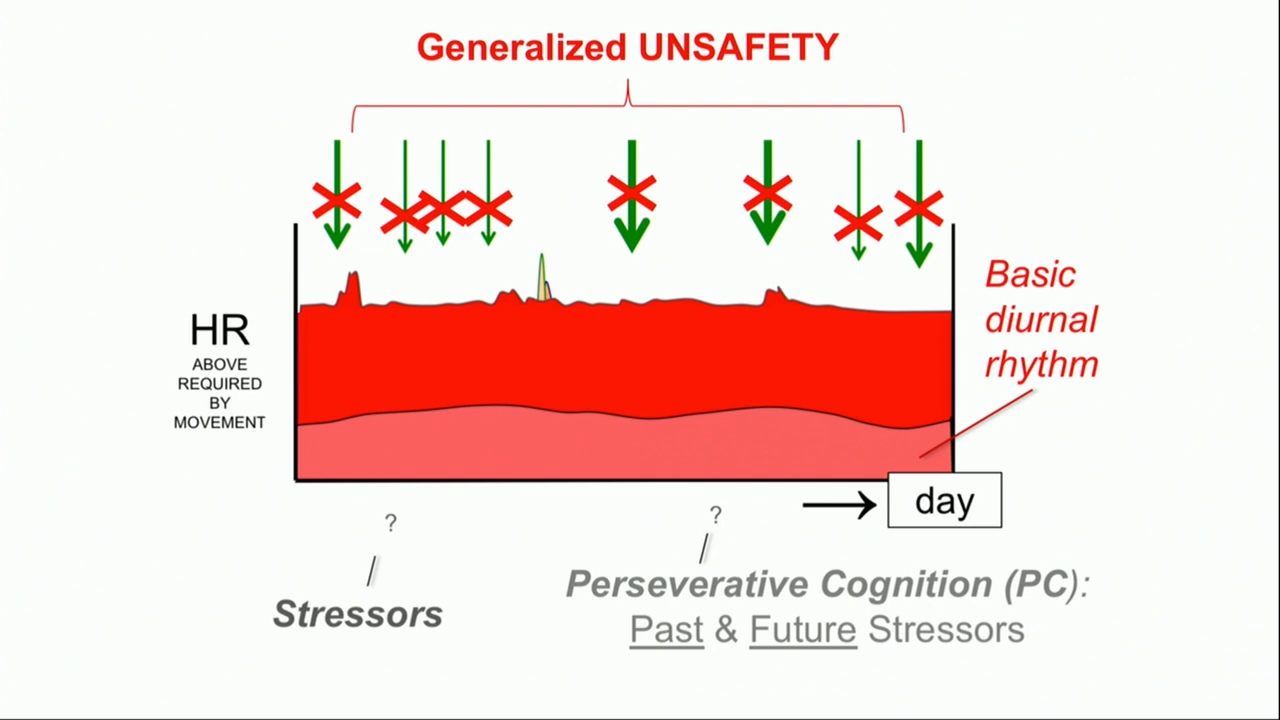 Generalized UNSAFETY
Basic
diurnal
rhythm
HR
ABOVE
REQUIRED
BY
MOVEMENT
day
?
?
Stressors
Perseverative Cognition (PC):
Past & Future Stressors